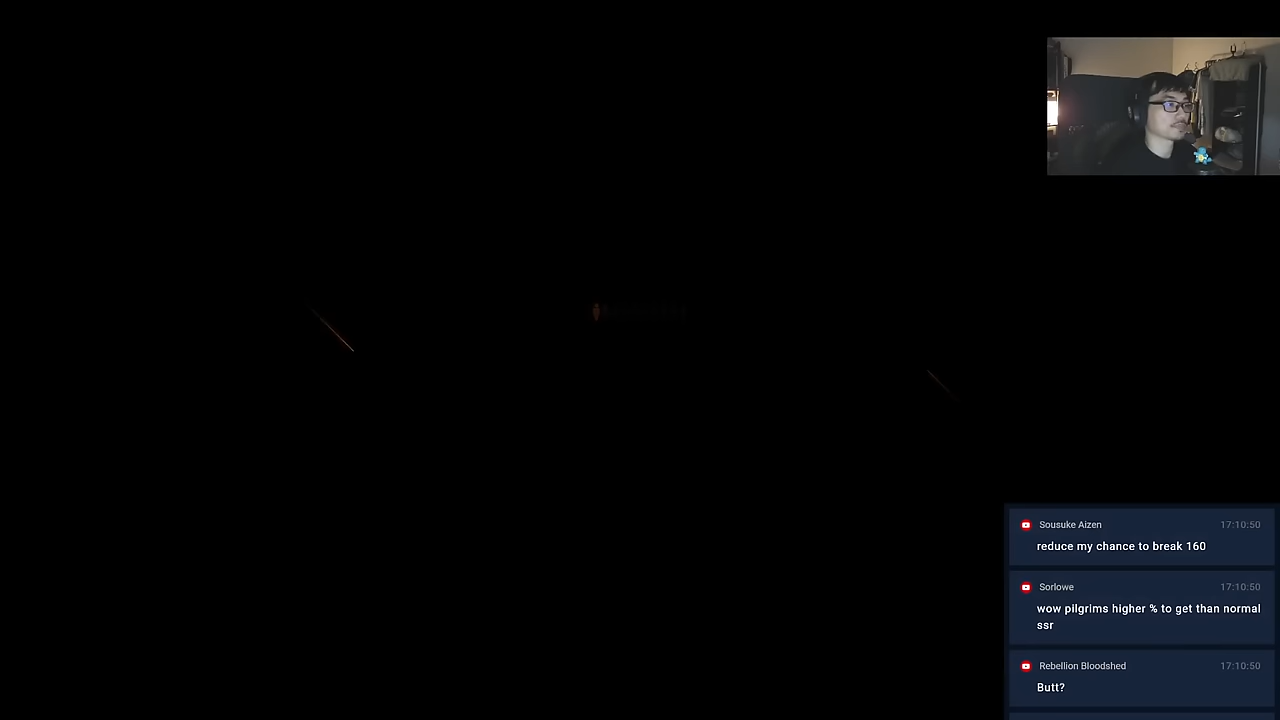 Sousuke Aizen 17:10:50
reduce my chance to break 160
Sorlowe 17:10:50
wow pilgrims higher % to get than normal
ssr
Rebellion Bloodshed 17:10:50
Butt?